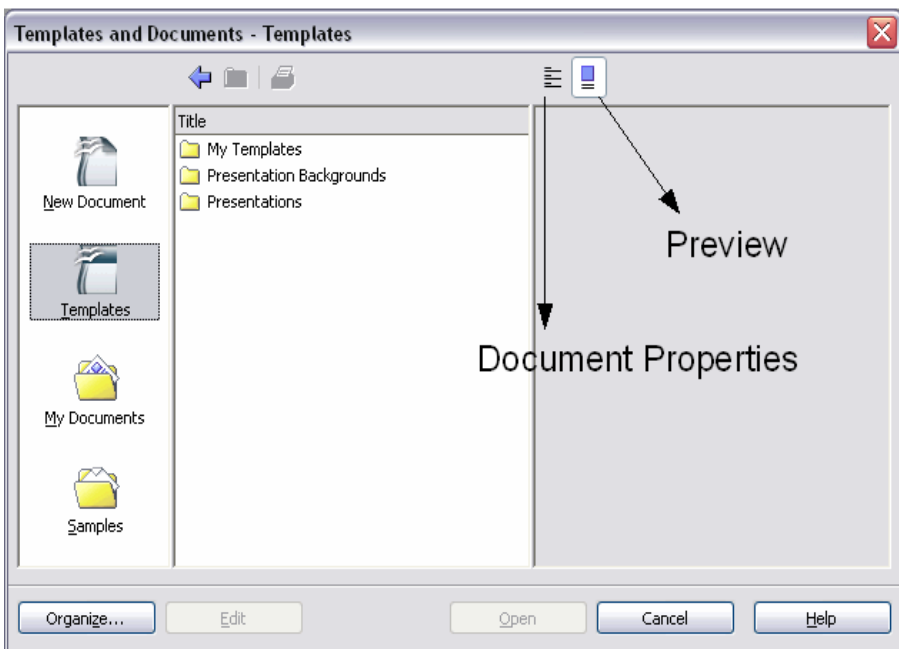 Templates and Documents - Templates
Title
My Templates
Presentation Backgrounds
Presentations
New Document
Templates
My Documents
Samples
Preview
Document Properties
Organize...
Edit
Open
Cancel
Help